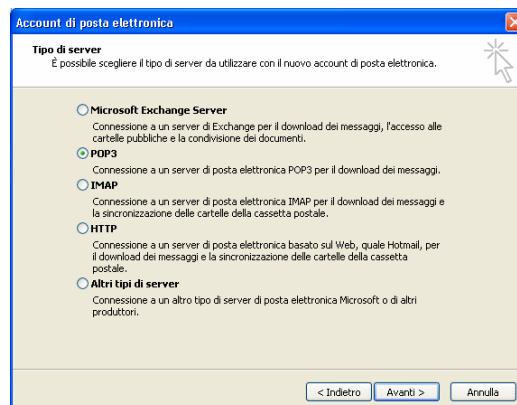 Account di posta elettronica
Tipo di server
È possibile scegliere il tipo di server da utilizzare con il nuovo account di posta elettronica.
Microsoft Exchange Server
Connessione a un server di Exchange per il download dei messaggi, l'accesso alle
cartelle pubbliche e la condivisione dei documenti.
POP3
Connessione a un server di posta elettronica POP3 per il download dei messaggi.
IMAP
Connessione a un server di posta elettronica IMAP per il download dei messaggi e
la sincronizzazione delle cartelle della cassetta postale.
HTTP
Connessione a un server di posta elettronica basato sul Web, quale Hotmail, per
il download dei messaggi e la sincronizzazione delle cartelle della cassetta
postale.
Altri tipi di server
Connessione a un altro tipo di server di posta elettronica Microsoft o di altri
produttori.
< Indietro Avanti > Annulla